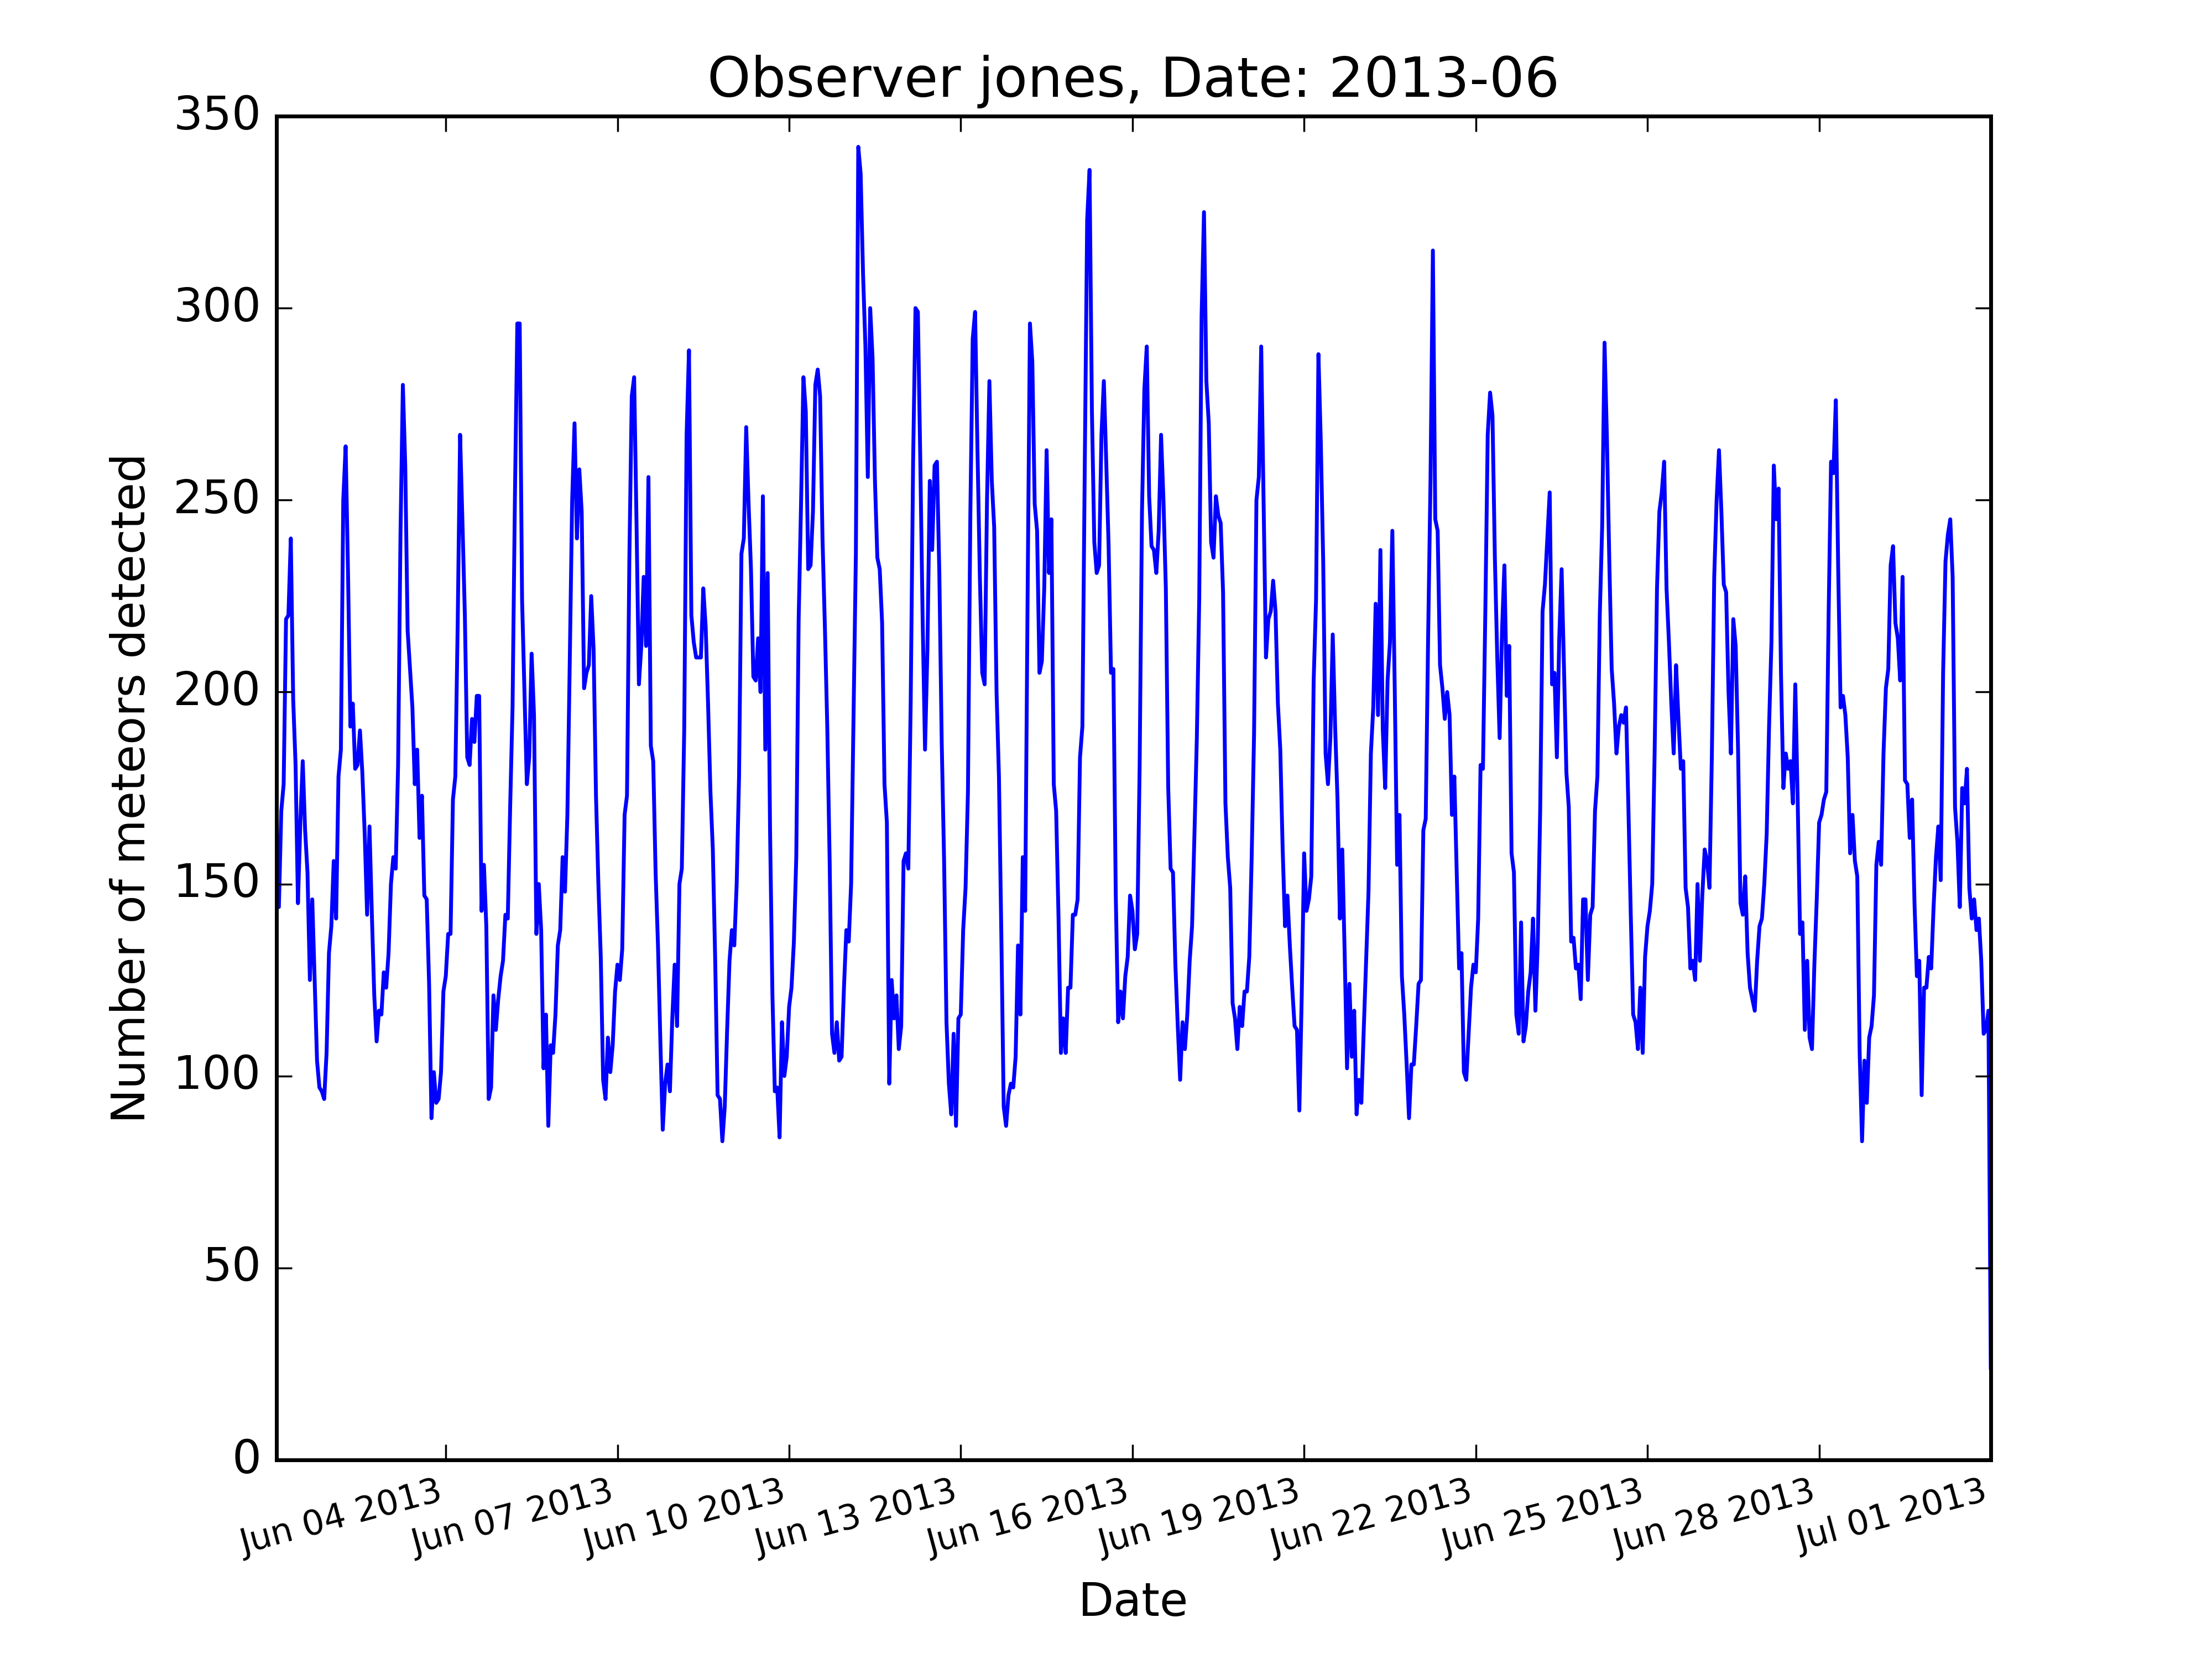 Observer jones, Date: 2013-06
350
300
250
200
150
100
50
0
Number of meteors detected
Jun 04 2013
Jun 07 2013
Jun 10 2013
Jun 13 2013
Jun 16 2013
Jun 19 2013
Jun 22 2013
Jun 25 2013
Jun 28 2013
Jul 01 2013
Date